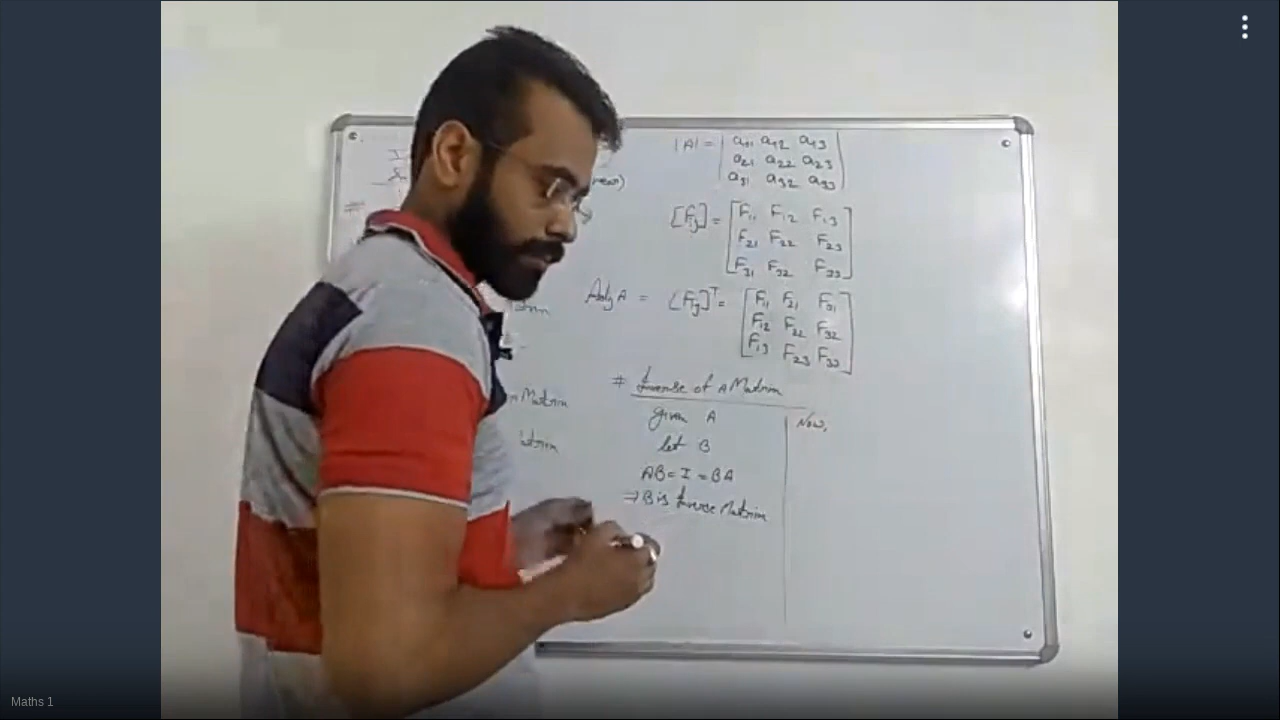 |A| = | a11 a12 a13
a21 a22 a23
a31 a32 a33 |
[Fij] = [ F11 F12 F13
F21 F22 F23
F31 F32 F33 ]
Adj A = [Fij]T = [ F11 F21 F31
F12 F22 F32
F13 F23 F33 ]
# Inverse of A Matrix
given A
let B
AB = I = BA
⇒ B is Inverse Matrix
Now,
Matrix
Maths 1